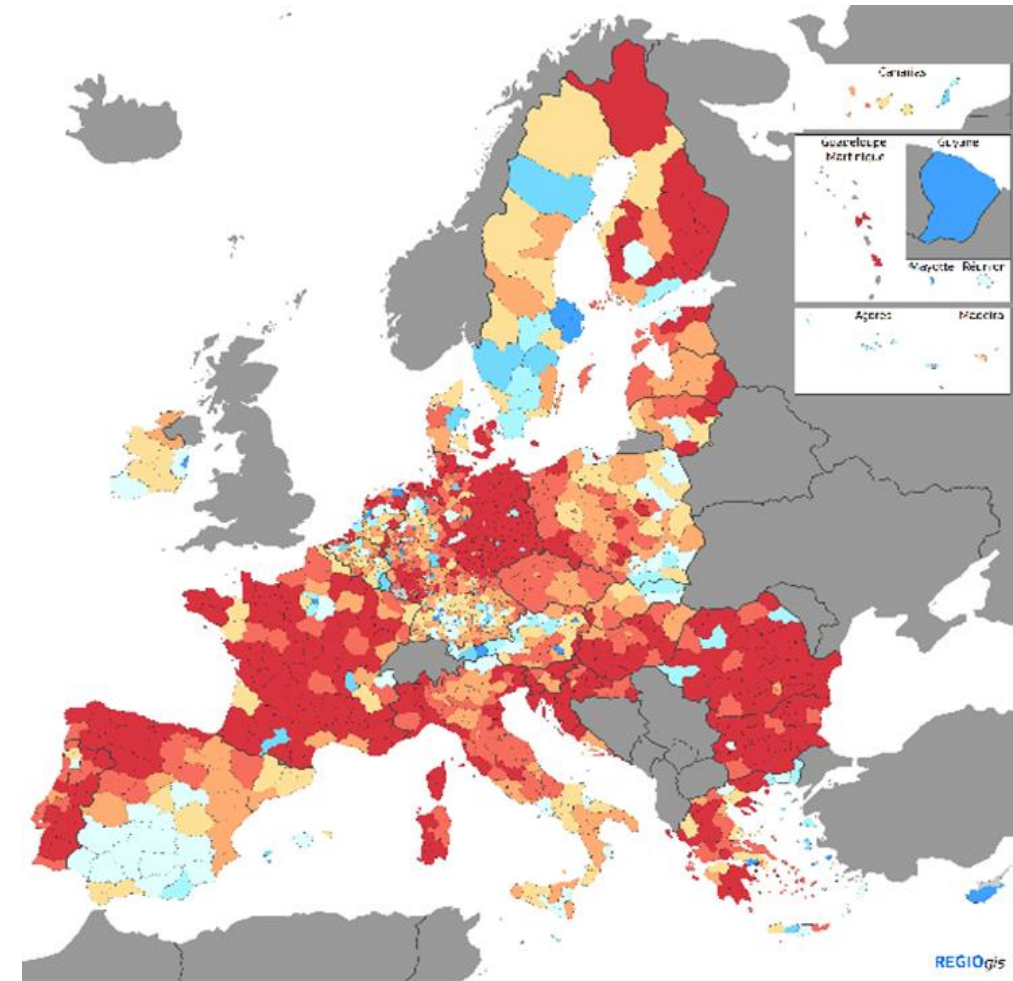 Canarias
Guadeloupe
Martinique
Guyane
Mayotte
Réunion
Açores
Madeira
REGIOgis